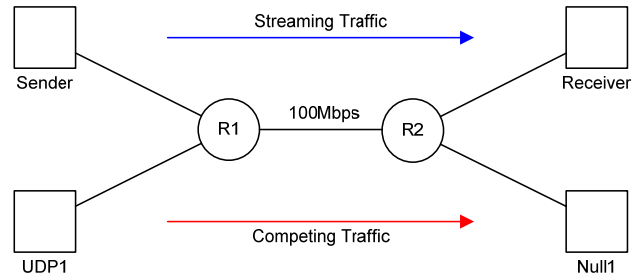 Streaming Traffic
Sender
Receiver
R1
100Mbps
R2
Competing Traffic
UDP1
Null1